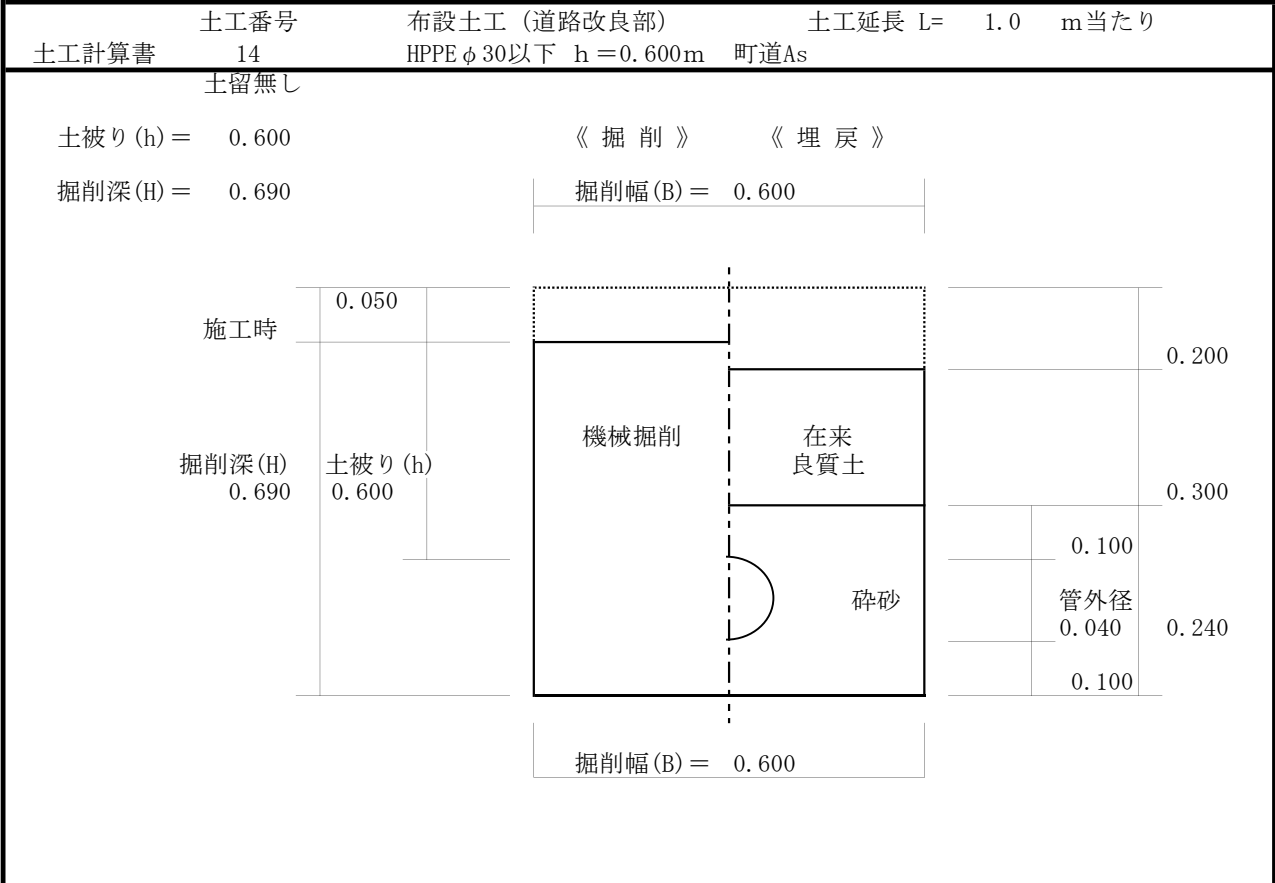 土工番号 布設土工 (道路改良部) 土工延長 L= 1.0 m当たり
土工計算書 14 HPPEφ30以下 h=0.600m 町道As
土留無し
土被り(h)= 0.600 《 掘 削 》 《 埋 戻 》
掘削深(H)= 0.690 掘削幅(B)= 0.600
0.050
施工時
0.200
機械掘削 在来
良質土
掘削深(H) 土被り(h)
0.690 0.600 0.300
0.100
砕砂 管外径
0.040 0.240
0.100
掘削幅(B)= 0.600